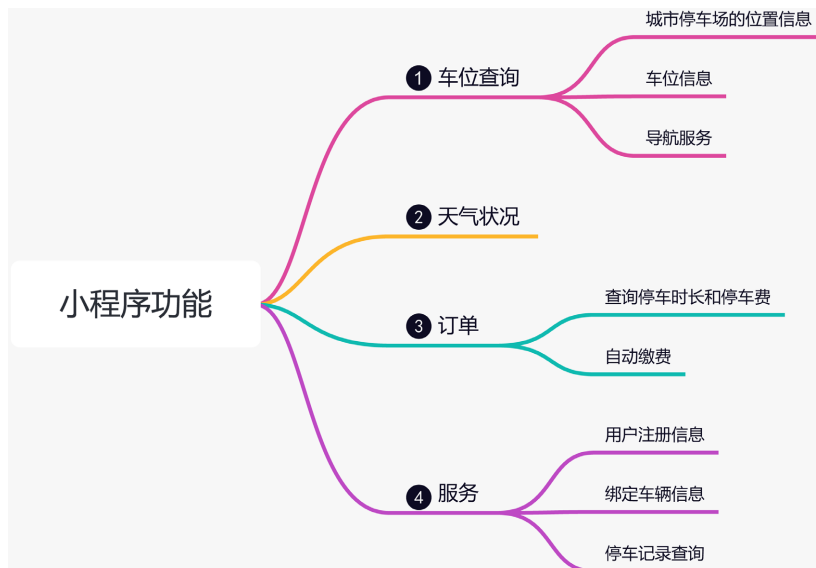 小程序功能
1 车位查询
城市停车场的位置信息
车位信息
导航服务
2 天气状况
3 订单
查询停车时长和停车费
自动缴费
4 服务
用户注册信息
绑定车辆信息
停车记录查询